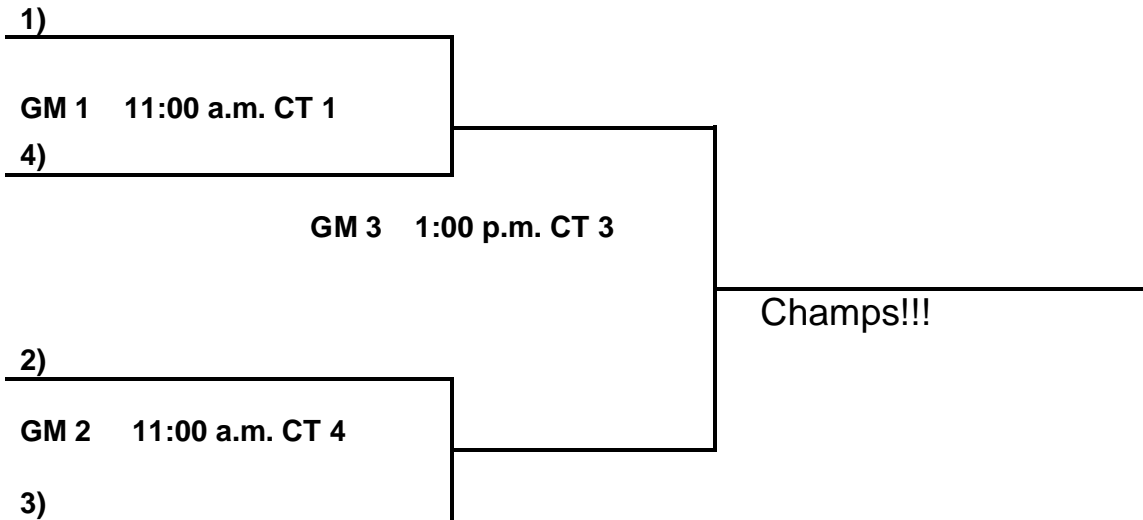 1)
GM 1 11:00 a.m. CT 1
4)
GM 3 1:00 p.m. CT 3
Champs!!!
2)
GM 2 11:00 a.m. CT 4
3)